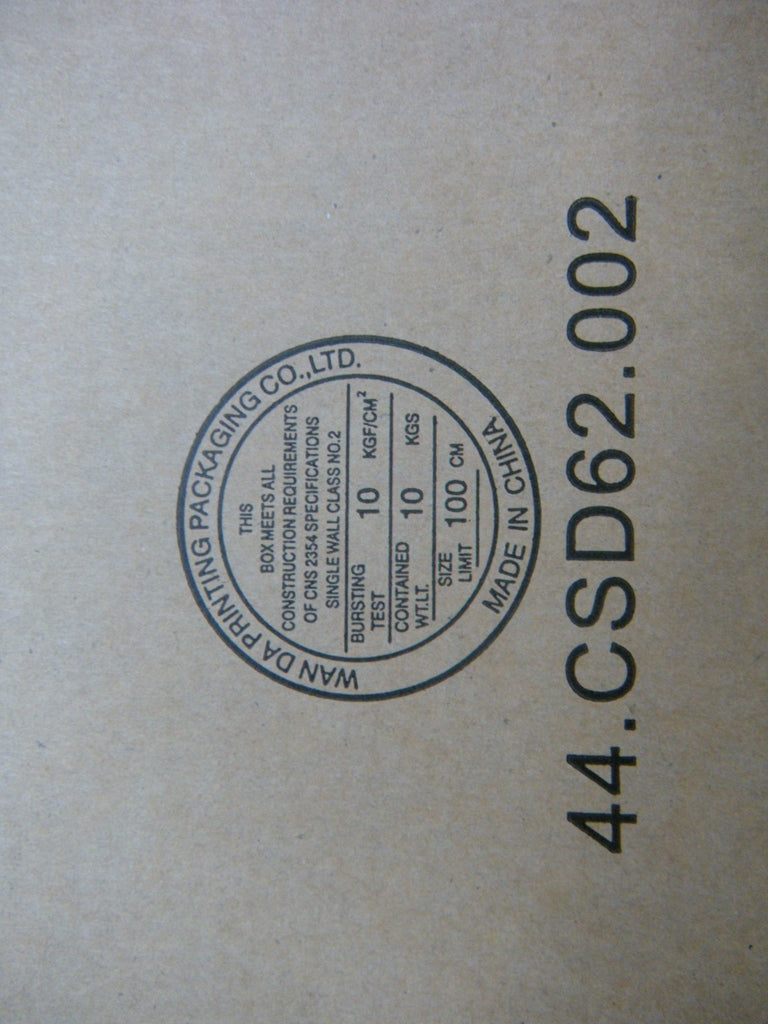 WAN DA PRINTING PACKAGING CO.,LTD.
THIS
BOX MEETS ALL
CONSTRUCTION REQUIREMENTS
OF CNS 2354 SPECIFICATIONS
SINGLE WALL CLASS NO.2
BURSTING TEST 10 KGF/CM²
CONTAINED WT.LT. 10 KGS
SIZE LIMIT 100 CM
MADE IN CHINA
44.CSD62.002